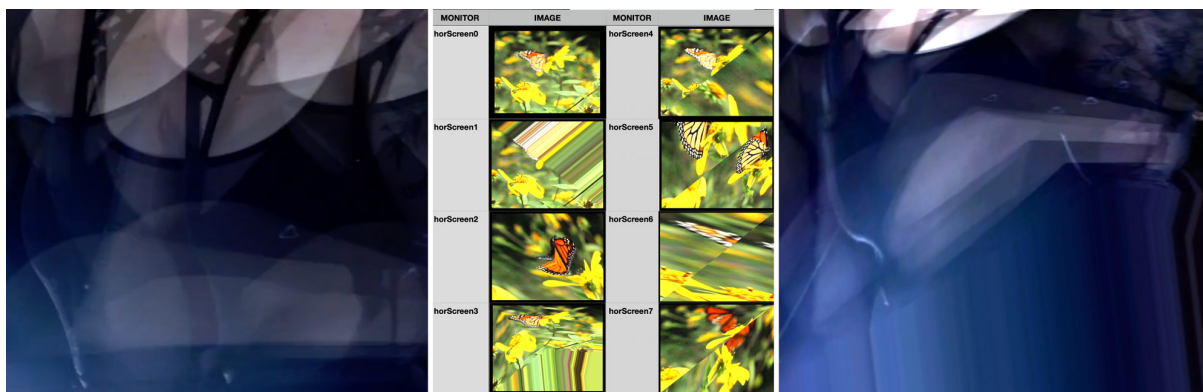 MONITOR IMAGE MONITOR IMAGE
horScreen0 horScreen4
horScreen1 horScreen5
horScreen2 horScreen6
horScreen3 horScreen7